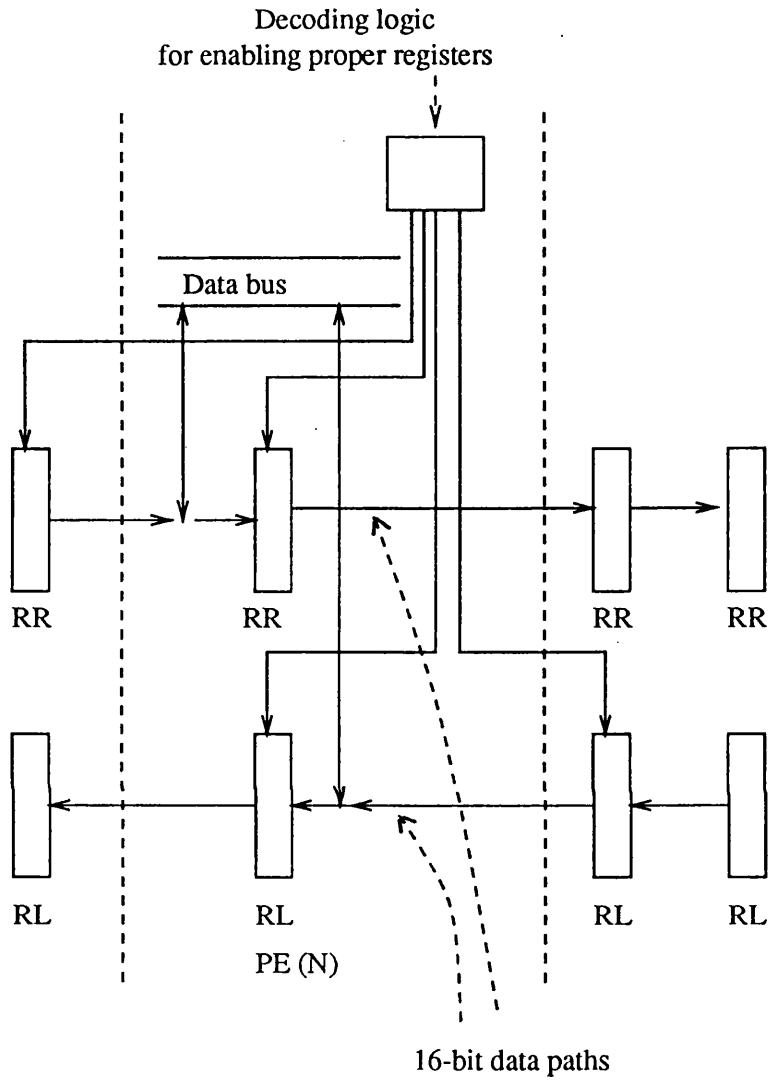 Decoding logic
for enabling proper registers
Data bus
RR
RR
RR
RR
RL
RL
RL
RL
PE (N)
16-bit data paths